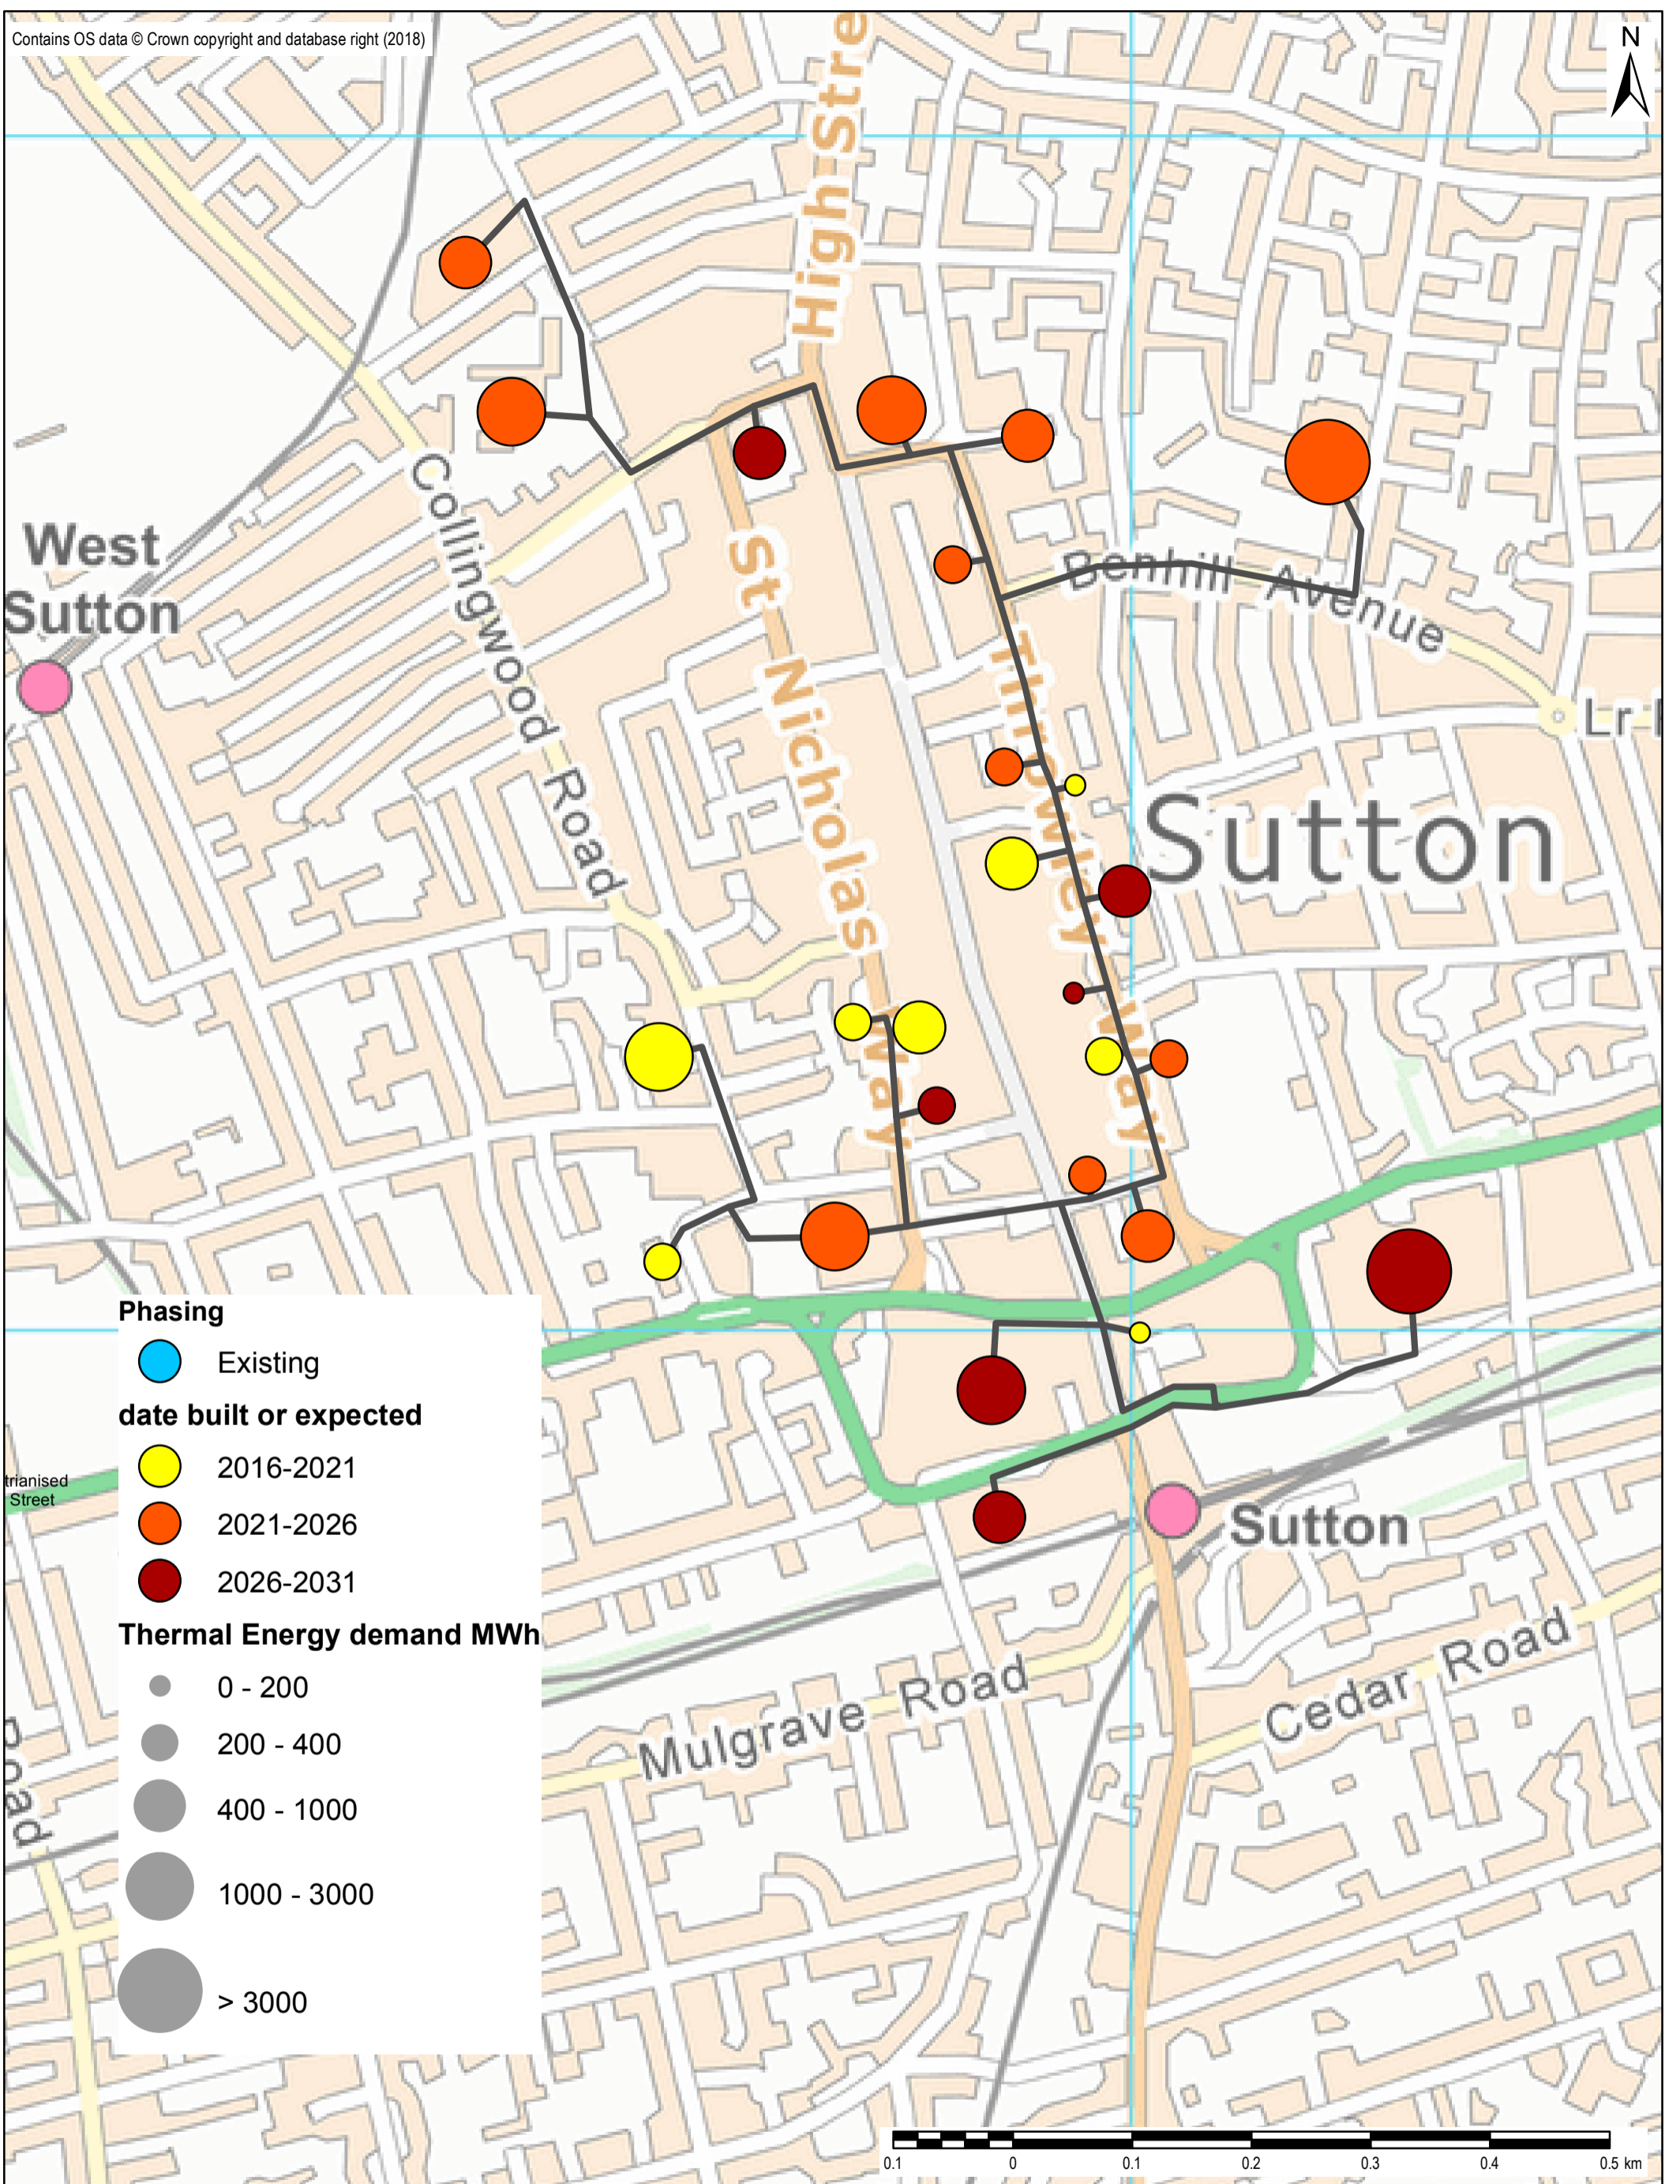 Contains OS data © Crown copyright and database right (2018)
N
High Stre
West
Sutton
Collingwood Road
St Nicholas Way
Benhill Avenue
Throwley Way
Lr
Sutton
trianised
Street
Phasing
Existing
date built or expected
2016-2021
2021-2026
2026-2031
Thermal Energy demand MWh
0 - 200
200 - 400
400 - 1000
1000 - 3000
> 3000
Sutton
Mulgrave Road
Cedar Road
oad
0.1 0 0.1 0.2 0.3 0.4 0.5 km